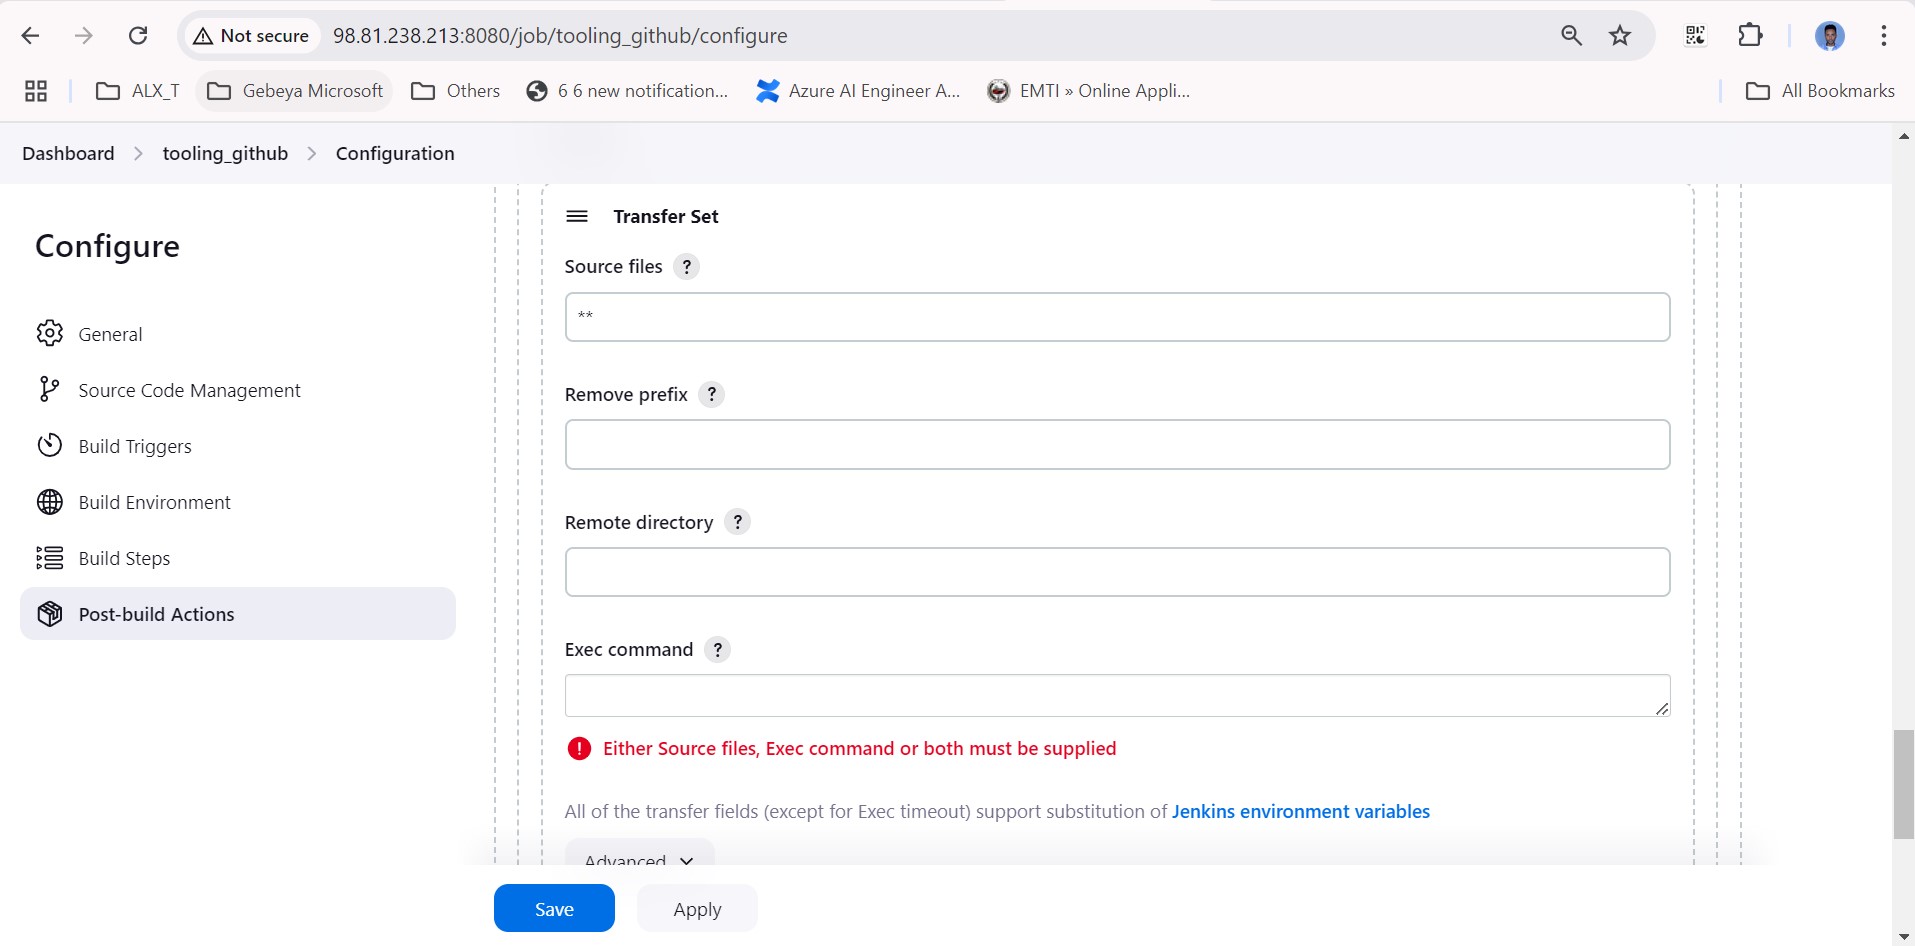 Not secure
98.81.238.213:8080/job/tooling_github/configure
ALX_T
Gebeya Microsoft
Others
6 6 new notification...
Azure AI Engineer A...
EMTI » Online Appli...
All Bookmarks
Dashboard
tooling_github
Configuration
Configure
General
Source Code Management
Build Triggers
Build Environment
Build Steps
Post-build Actions
Transfer Set
Source files ?
**
Remove prefix ?
Remote directory ?
Exec command ?
! Either Source files, Exec command or both must be supplied
All of the transfer fields (except for Exec timeout) support substitution of Jenkins environment variables
Advanced
Save
Apply